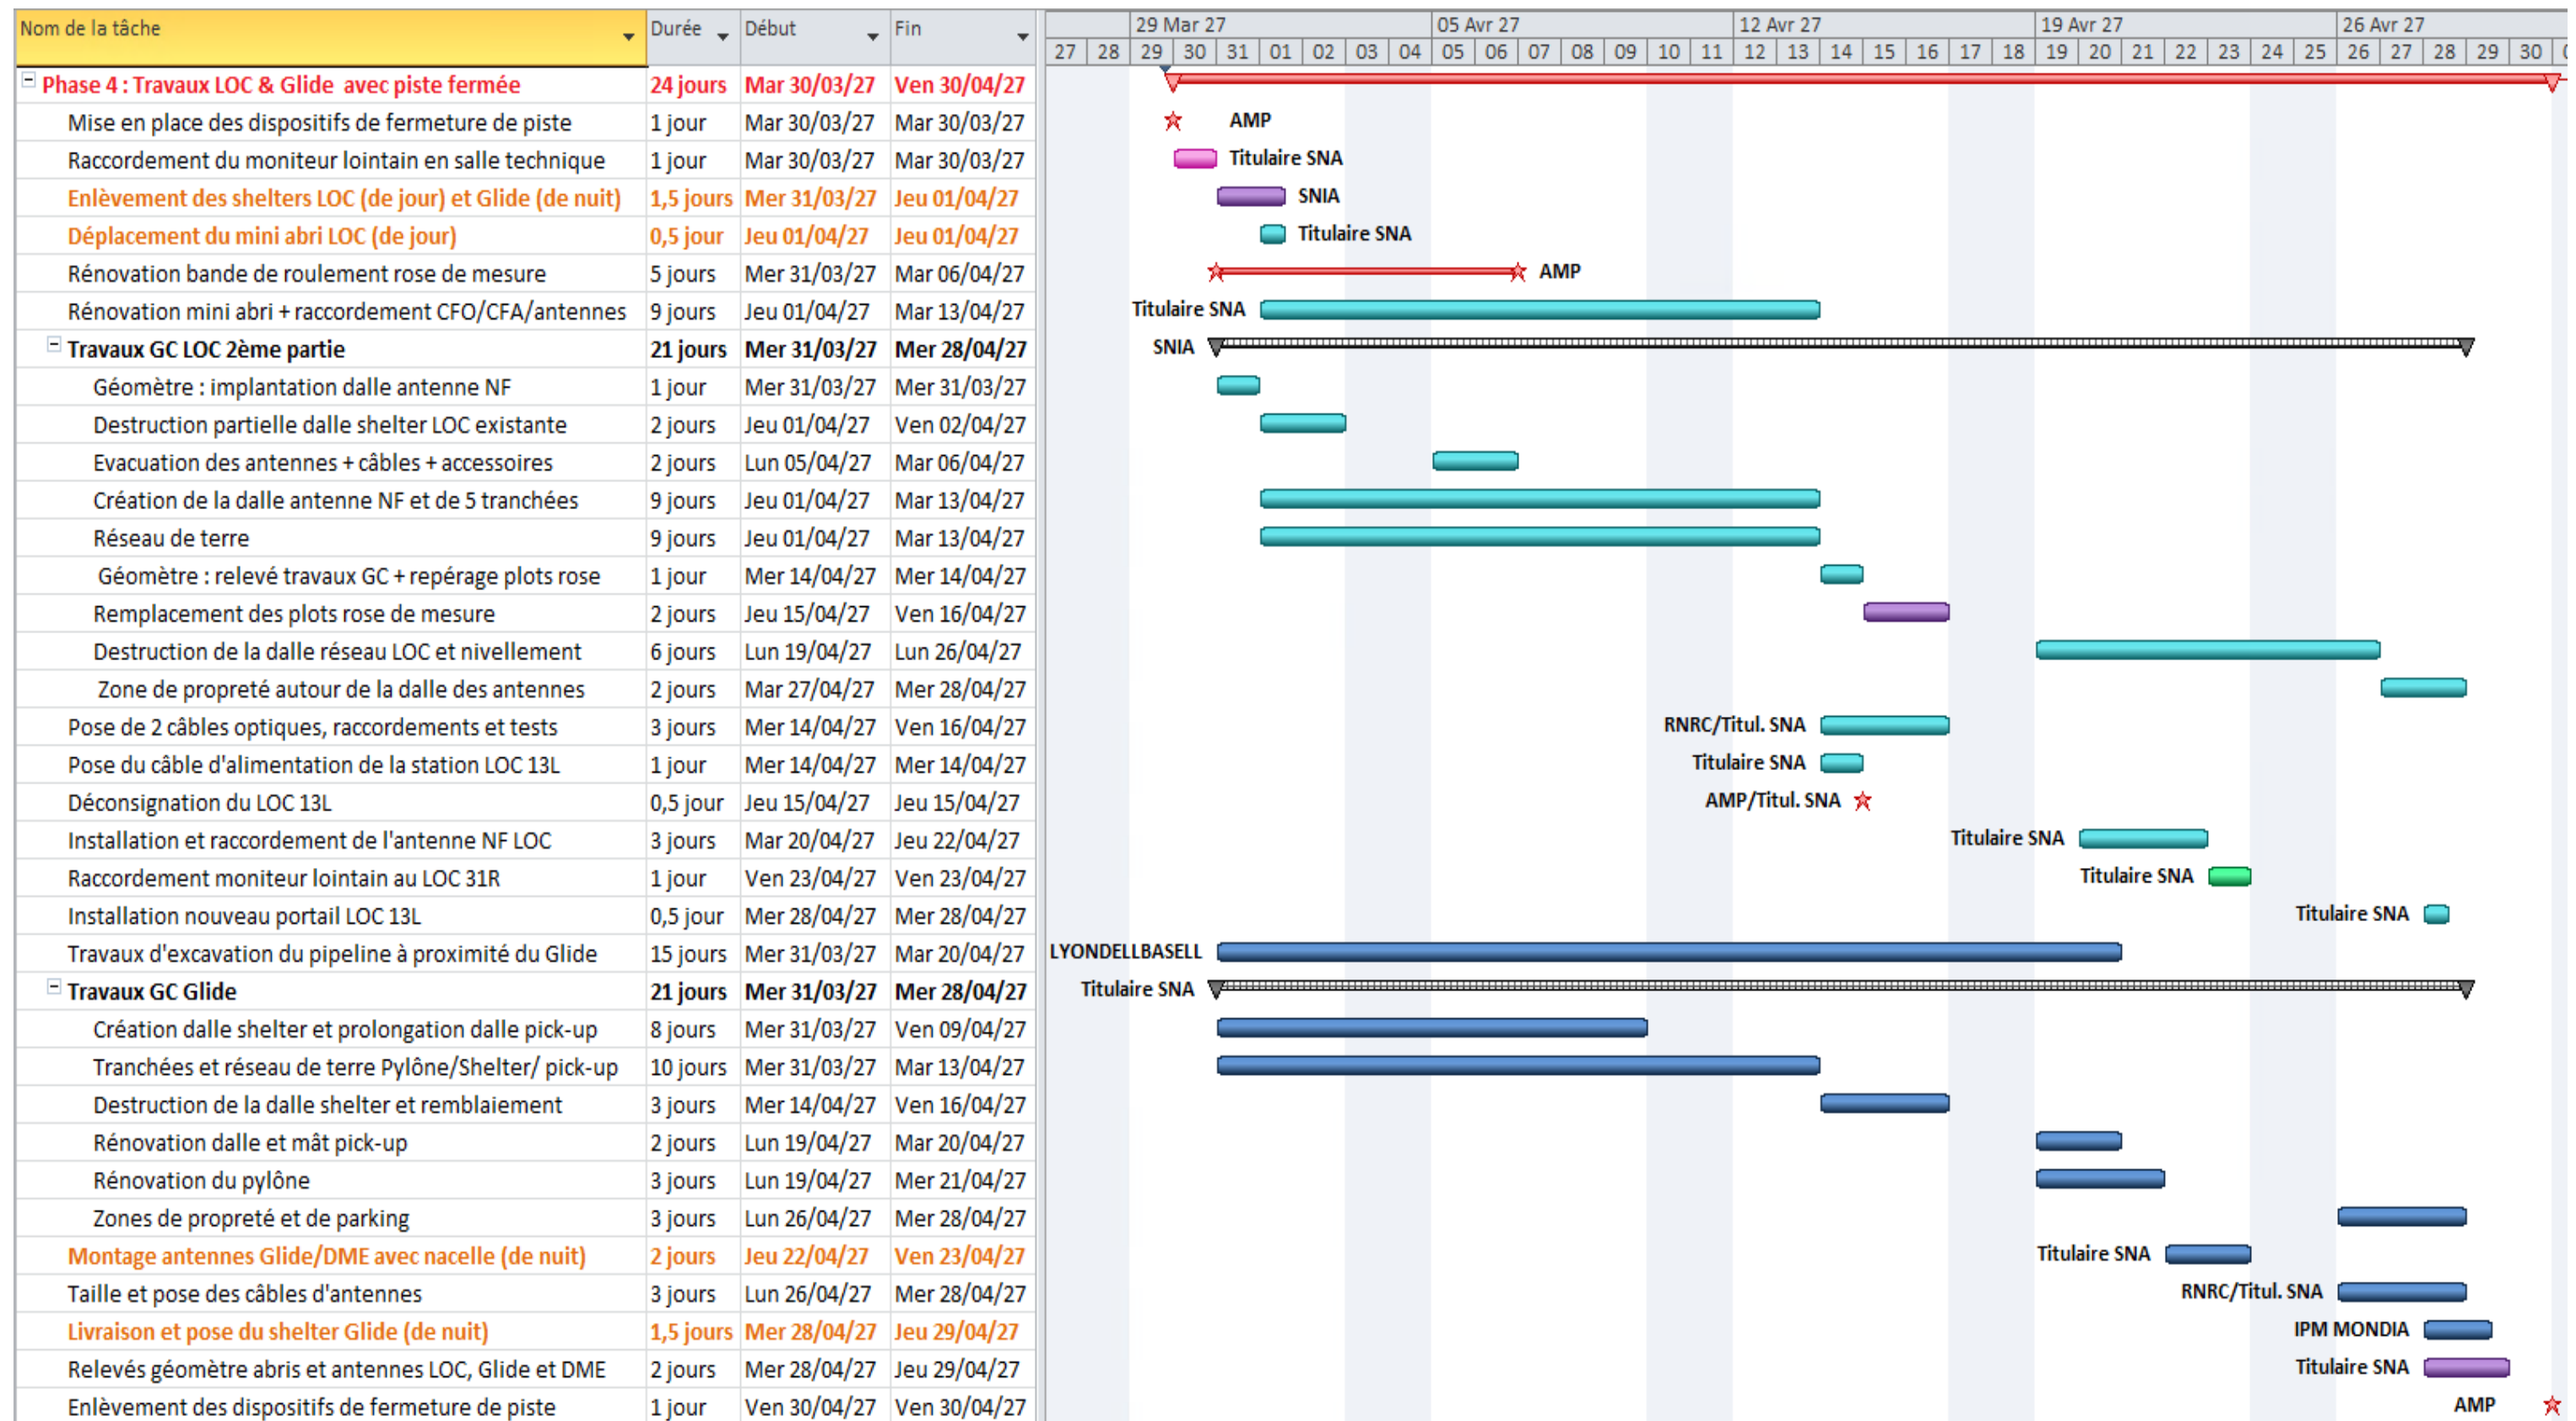 Nom de la tâche Durée Début Fin 29 Mar 27 05 Avr 27 12 Avr 27 19 Avr 27 26 Avr 27
27 28 29 30 31 01 02 03 04 05 06 07 08 09 10 11 12 13 14 15 16 17 18 19 20 21 22 23 24 25 26 27 28 29 30
Phase 4 : Travaux LOC & Glide avec piste fermée 24 jours Mar 30/03/27 Ven 30/04/27
Mise en place des dispositifs de fermeture de piste 1 jour Mar 30/03/27 Mar 30/03/27 AMP
Raccordement du moniteur lointain en salle technique 1 jour Mar 30/03/27 Mar 30/03/27 Titulaire SNA
Enlèvement des shelters LOC (de jour) et Glide (de nuit) 1,5 jours Mer 31/03/27 Jeu 01/04/27 SNIA
Déplacement du mini abri LOC (de jour) 0,5 jour Jeu 01/04/27 Jeu 01/04/27 Titulaire SNA
Rénovation bande de roulement rose de mesure 5 jours Mer 31/03/27 Mar 06/04/27 AMP
Rénovation mini abri + raccordement CFO/CFA/antennes 9 jours Jeu 01/04/27 Mar 13/04/27 Titulaire SNA
Travaux GC LOC 2ème partie 21 jours Mer 31/03/27 Mer 28/04/27 SNIA
Géomètre : implantation dalle antenne NF 1 jour Mer 31/03/27 Mer 31/03/27
Destruction partielle dalle shelter LOC existante 2 jours Jeu 01/04/27 Ven 02/04/27
Evacuation des antennes + câbles + accessoires 2 jours Lun 05/04/27 Mar 06/04/27
Création de la dalle antenne NF et de 5 tranchées 9 jours Jeu 01/04/27 Mar 13/04/27
Réseau de terre 9 jours Jeu 01/04/27 Mar 13/04/27
Géomètre : relevé travaux GC + repérage plots rose 1 jour Mer 14/04/27 Mer 14/04/27
Remplacement des plots rose de mesure 2 jours Jeu 15/04/27 Ven 16/04/27
Destruction de la dalle réseau LOC et nivellement 6 jours Lun 19/04/27 Lun 26/04/27
Zone de propreté autour de la dalle des antennes 2 jours Mar 27/04/27 Mer 28/04/27
Pose de 2 câbles optiques, raccordements et tests 3 jours Mer 14/04/27 Ven 16/04/27 RNRC/Titul. SNA
Pose du câble d'alimentation de la station LOC 13L 1 jour Mer 14/04/27 Mer 14/04/27 Titulaire SNA
Déconsignation du LOC 13L 0,5 jour Jeu 15/04/27 Jeu 15/04/27 AMP/Titul. SNA
Installation et raccordement de l'antenne NF LOC 3 jours Mar 20/04/27 Jeu 22/04/27 Titulaire SNA
Raccordement moniteur lointain au LOC 31R 1 jour Ven 23/04/27 Ven 23/04/27 Titulaire SNA
Installation nouveau portail LOC 13L 0,5 jour Mer 28/04/27 Mer 28/04/27 Titulaire SNA
Travaux d'excavation du pipeline à proximité du Glide 15 jours Mer 31/03/27 Mar 20/04/27 LYONDELLBASELL
Travaux GC Glide 21 jours Mer 31/03/27 Mer 28/04/27 Titulaire SNA
Création dalle shelter et prolongation dalle pick-up 8 jours Mer 31/03/27 Ven 09/04/27
Tranchées et réseau de terre Pylône/Shelter/ pick-up 10 jours Mer 31/03/27 Mar 13/04/27
Destruction de la dalle shelter et remblaiement 3 jours Mer 14/04/27 Ven 16/04/27
Rénovation dalle et mât pick-up 2 jours Lun 19/04/27 Mar 20/04/27
Rénovation du pylône 3 jours Lun 19/04/27 Mer 21/04/27
Zones de propreté et de parking 3 jours Lun 26/04/27 Mer 28/04/27
Montage antennes Glide/DME avec nacelle (de nuit) 2 jours Jeu 22/04/27 Ven 23/04/27 Titulaire SNA
Taille et pose des câbles d'antennes 3 jours Lun 26/04/27 Mer 28/04/27 RNRC/Titul. SNA
Livraison et pose du shelter Glide (de nuit) 1,5 jours Mer 28/04/27 Jeu 29/04/27 IPM MONDIA
Relevés géomètre abris et antennes LOC, Glide et DME 2 jours Mer 28/04/27 Jeu 29/04/27 Titulaire SNA
Enlèvement des dispositifs de fermeture de piste 1 jour Ven 30/04/27 Ven 30/04/27 AMP